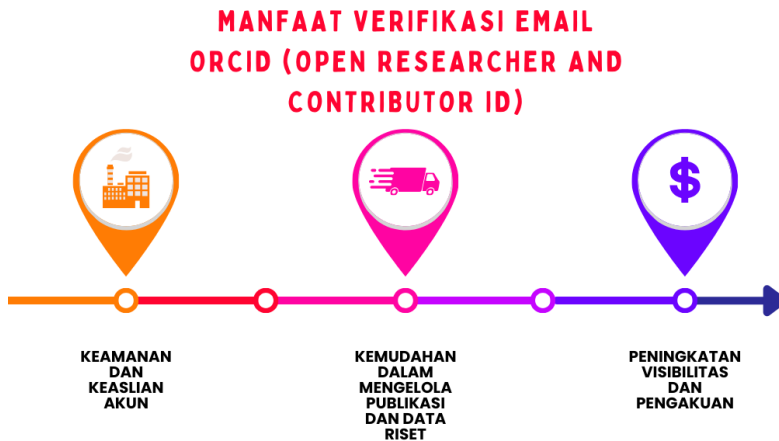 MANFAAT VERIFIKASI EMAIL
ORCID (OPEN RESEARCHER AND
CONTRIBUTOR ID)
$
KEAMANAN
DAN
KEASLIAN
AKUN
KEMUDAHAN
DALAM
MENGELOLA
PUBLIKASI
DAN DATA
RISET
PENINGKATAN
VISIBILITAS
DAN
PENGAKUAN